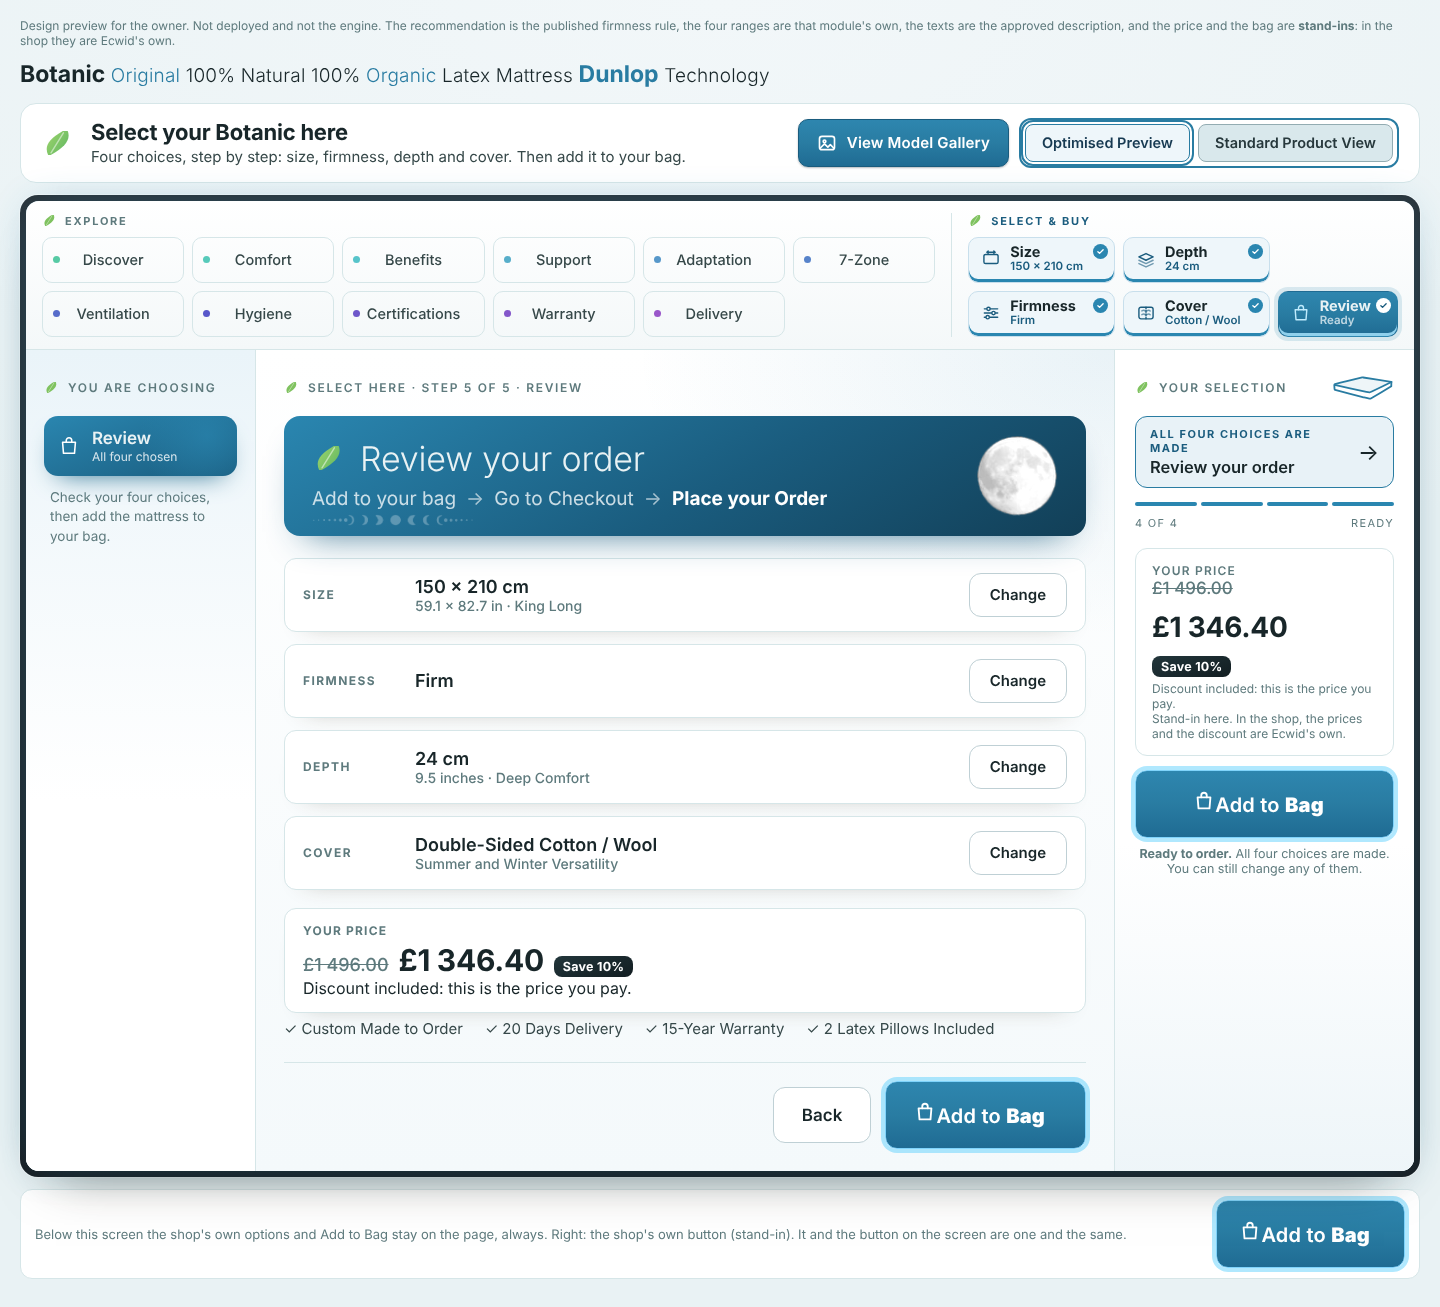 Design preview for the owner. Not deployed and not the engine. The recommendation is the published firmness rule, the four ranges are that module's own, the texts are the approved description, and the price and the bag are stand-ins: in the
shop they are Ecwid's own.
Botanic Original 100% Natural 100% Organic Latex Mattress Dunlop Technology
Select your Botanic here
Four choices, step by step: size, firmness, depth and cover. Then add it to your bag.
View Model Gallery
Optimised Preview
Standard Product View
EXPLORE
Discover
Comfort
Benefits
Support
Adaptation
7-Zone
Ventilation
Hygiene
Certifications
Warranty
Delivery
SELECT & BUY
Size
150 × 210 cm
Depth
24 cm
Firmness
Firm
Cover
Cotton / Wool
Review
Ready
YOU ARE CHOOSING
Review
All four chosen
Check your four choices,
then add the mattress to
your bag.
SELECT HERE · STEP 5 OF 5 · REVIEW
Review your order
Add to your bag → Go to Checkout → Place your Order
SIZE
150 × 210 cm
59.1 × 82.7 in · King Long
Change
FIRMNESS
Firm
Change
DEPTH
24 cm
9.5 inches · Deep Comfort
Change
COVER
Double-Sided Cotton / Wool
Summer and Winter Versatility
Change
YOUR PRICE
£1 496.00 £1 346.40 Save 10%
Discount included: this is the price you pay.
✓ Custom Made to Order ✓ 20 Days Delivery ✓ 15-Year Warranty ✓ 2 Latex Pillows Included
Back
Add to Bag
YOUR SELECTION
ALL FOUR CHOICES ARE
MADE
Review your order →
4 OF 4
READY
YOUR PRICE
£1 496.00
£1 346.40
Save 10%
Discount included: this is the price you
pay.
Stand-in here. In the shop, the prices
and the discount are Ecwid's own.
Add to Bag
Ready to order. All four choices are made.
You can still change any of them.
Below this screen the shop's own options and Add to Bag stay on the page, always. Right: the shop's own button (stand-in). It and the button on the screen are one and the same.
Add to Bag